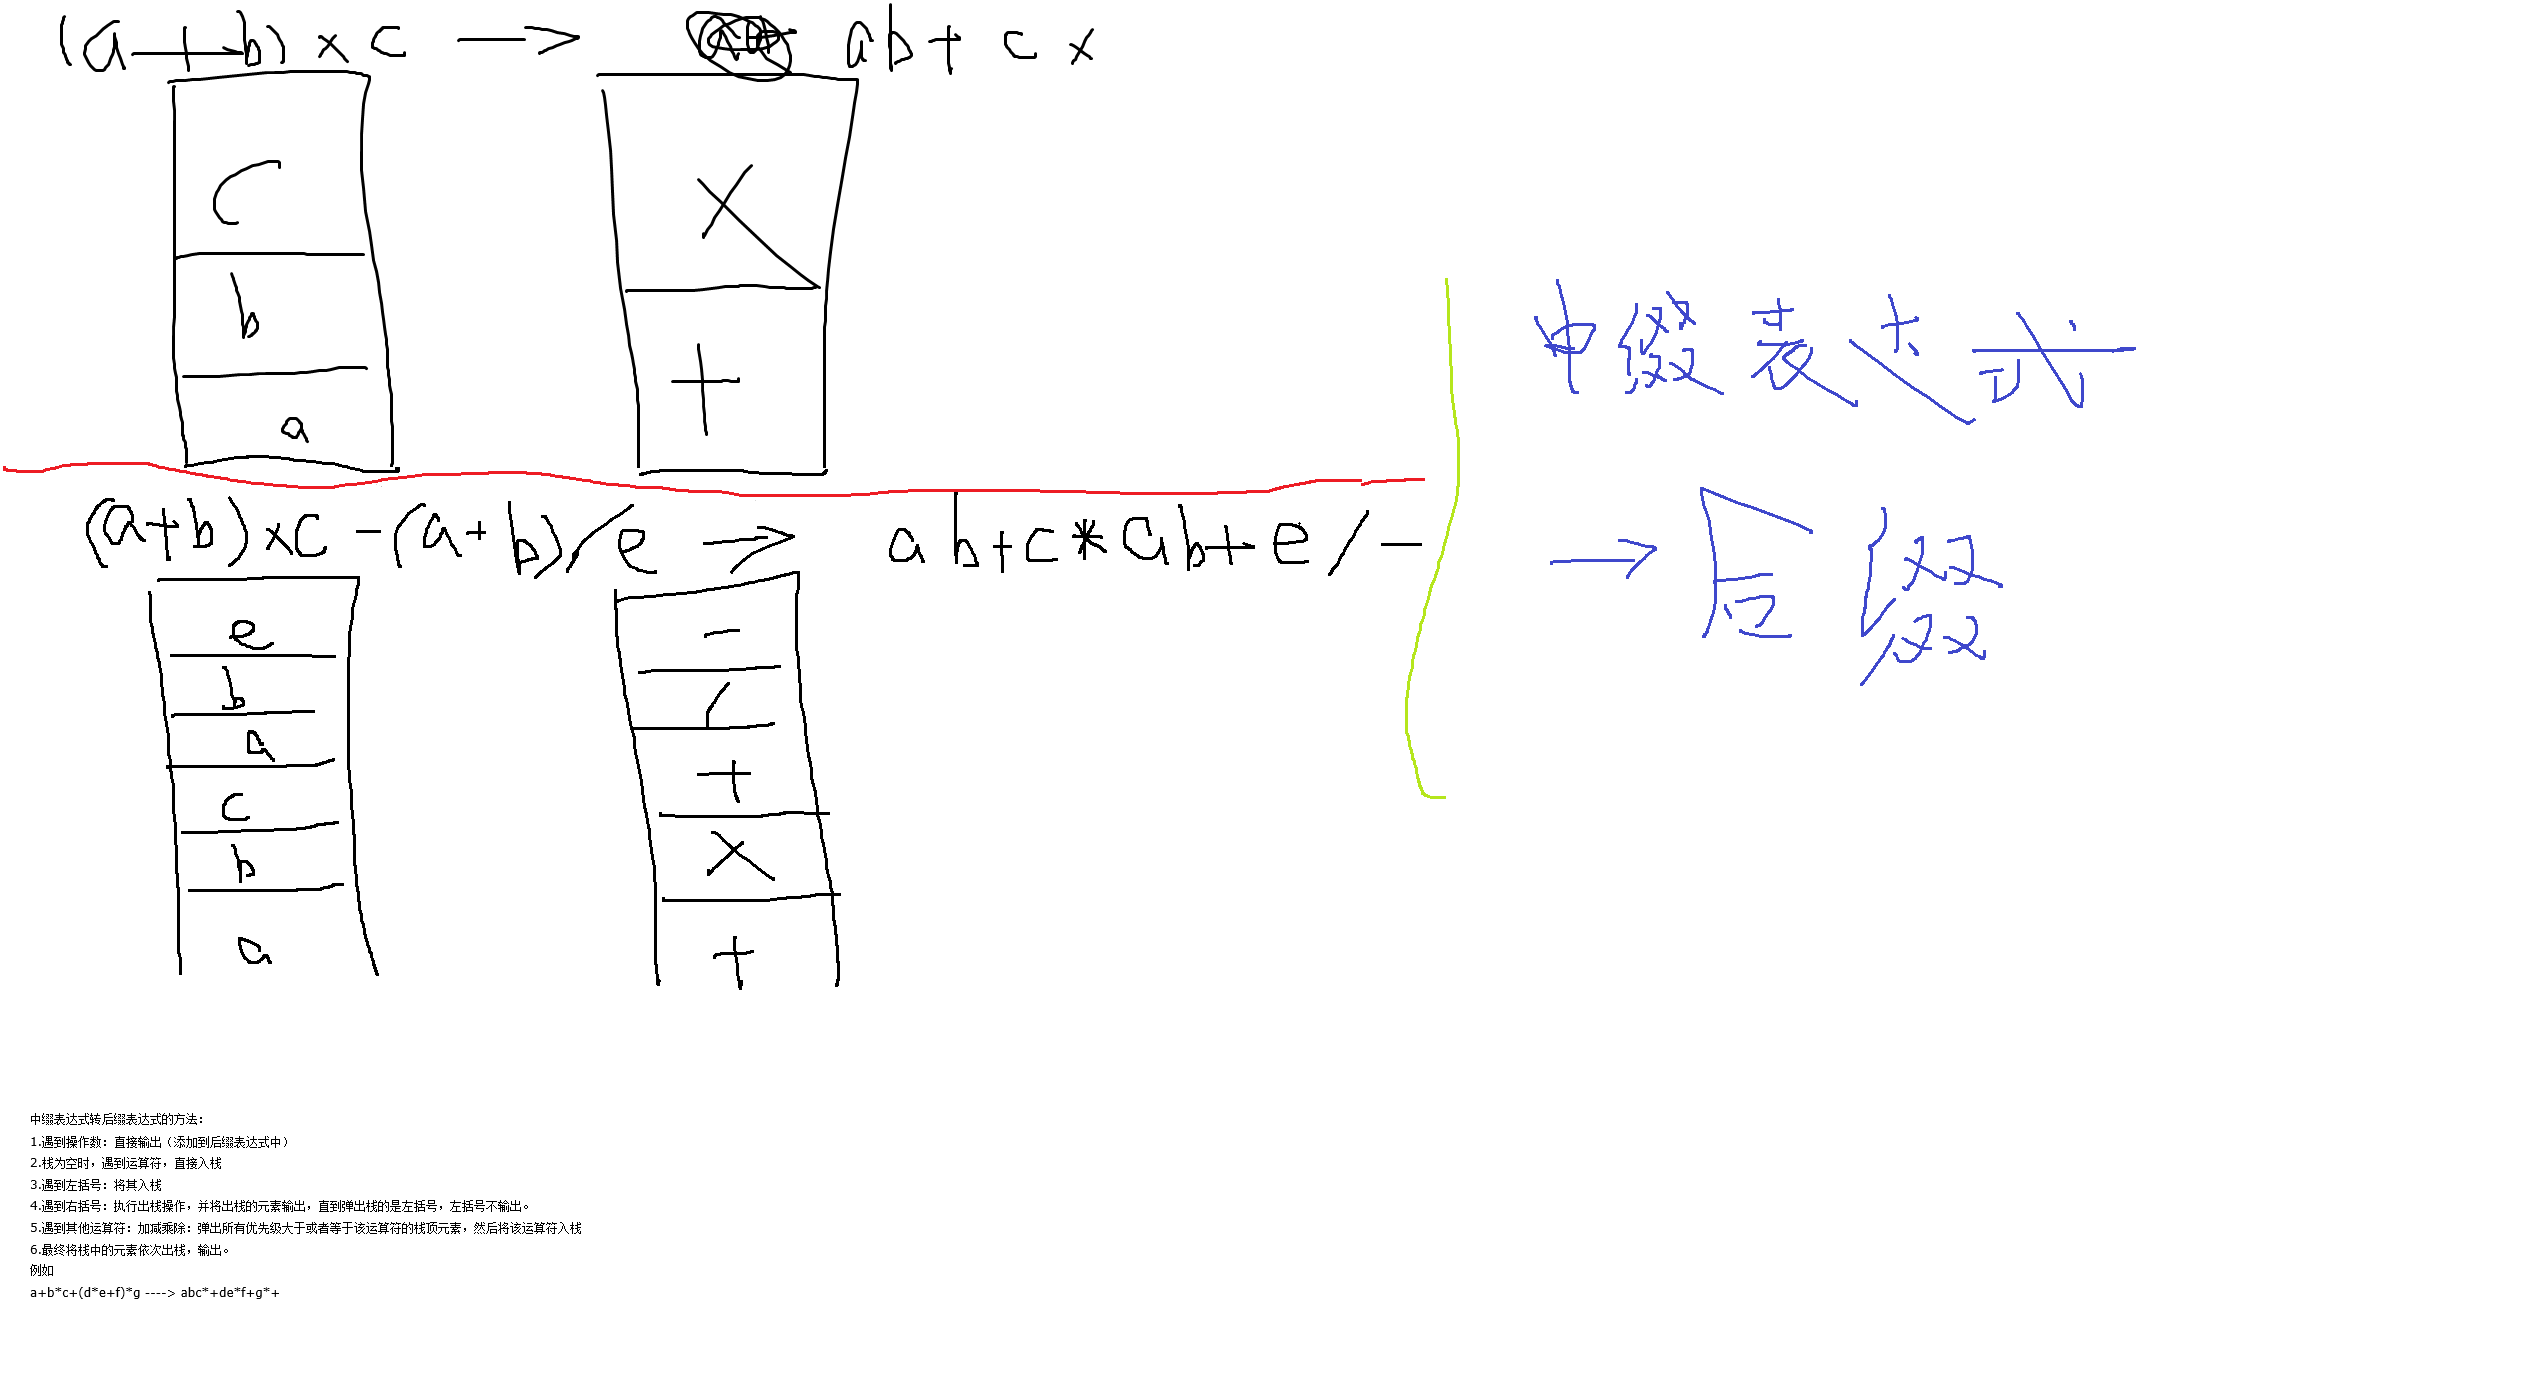 (a+b)×c → ab+c×
c
b
a
×
+
(a+b)×c-(a+b)/e → ab+c*ab+e/-
e
b
a
c
b
a
-
/
+
×
+
中缀表达式
→后缀
中缀表达式转后缀表达式的方法：
1.遇到操作数：直接输出（添加到后缀表达式中）
2.栈为空时，遇到运算符，直接入栈
3.遇到左括号：将其入栈
4.遇到右括号：执行出栈操作，并将出栈的元素输出，直到弹出栈的是左括号，左括号不输出。
5.遇到其他运算符：加减乘除：弹出所有优先级大于或者等于该运算符的栈顶元素，然后将该运算符入栈
6.最终将栈中的元素依次出栈，输出。
例如
a+b*c+(d*e+f)*g ----> abc*+de*f+g*+